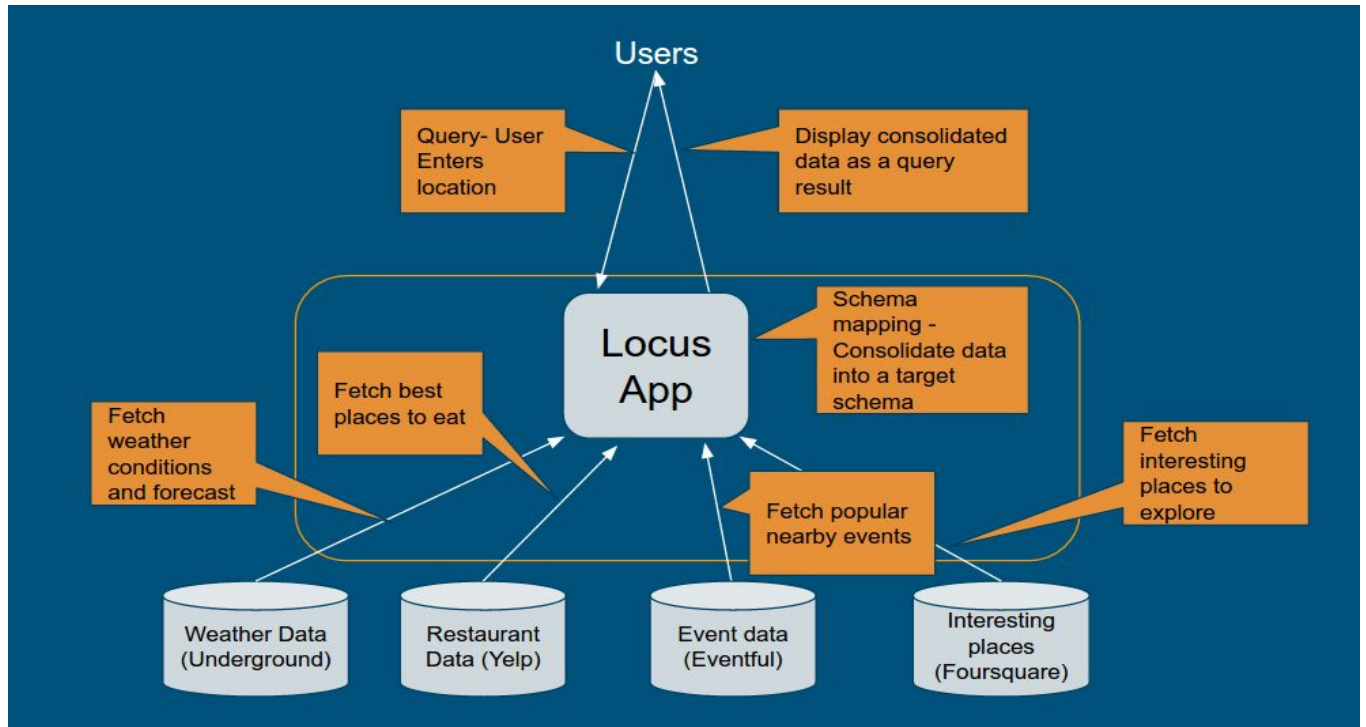 Users
Query- User
Enters
location
Display consolidated
data as a query
result
Locus
App
Schema
mapping -
Consolidate data
into a target
schema
Fetch best
places to eat
Fetch
weather
conditions
and forecast
Fetch popular
nearby events
Fetch
interesting
places to
explore
Weather Data
(Underground)
Restaurant
Data (Yelp)
Event data
(Eventful)
Interesting
places
(Foursquare)